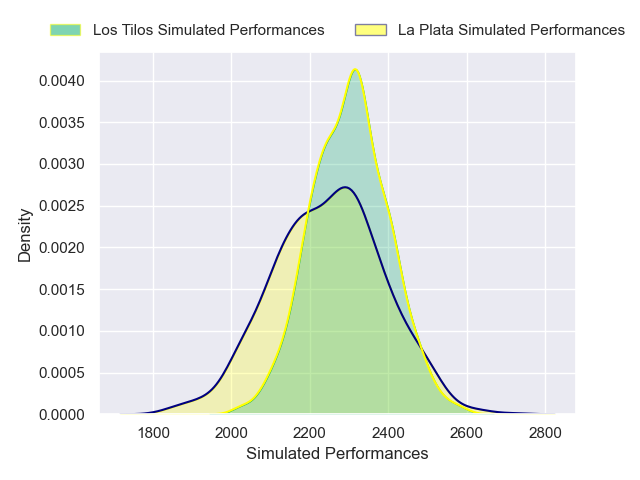 Los Tilos Simulated Performances
La Plata Simulated Performances
0.0040
0.0035
0.0030
0.0025
0.0020
0.0015
0.0010
0.0005
0.0000
Density
1800 2000 2200 2400 2600 2800
Simulated Performances